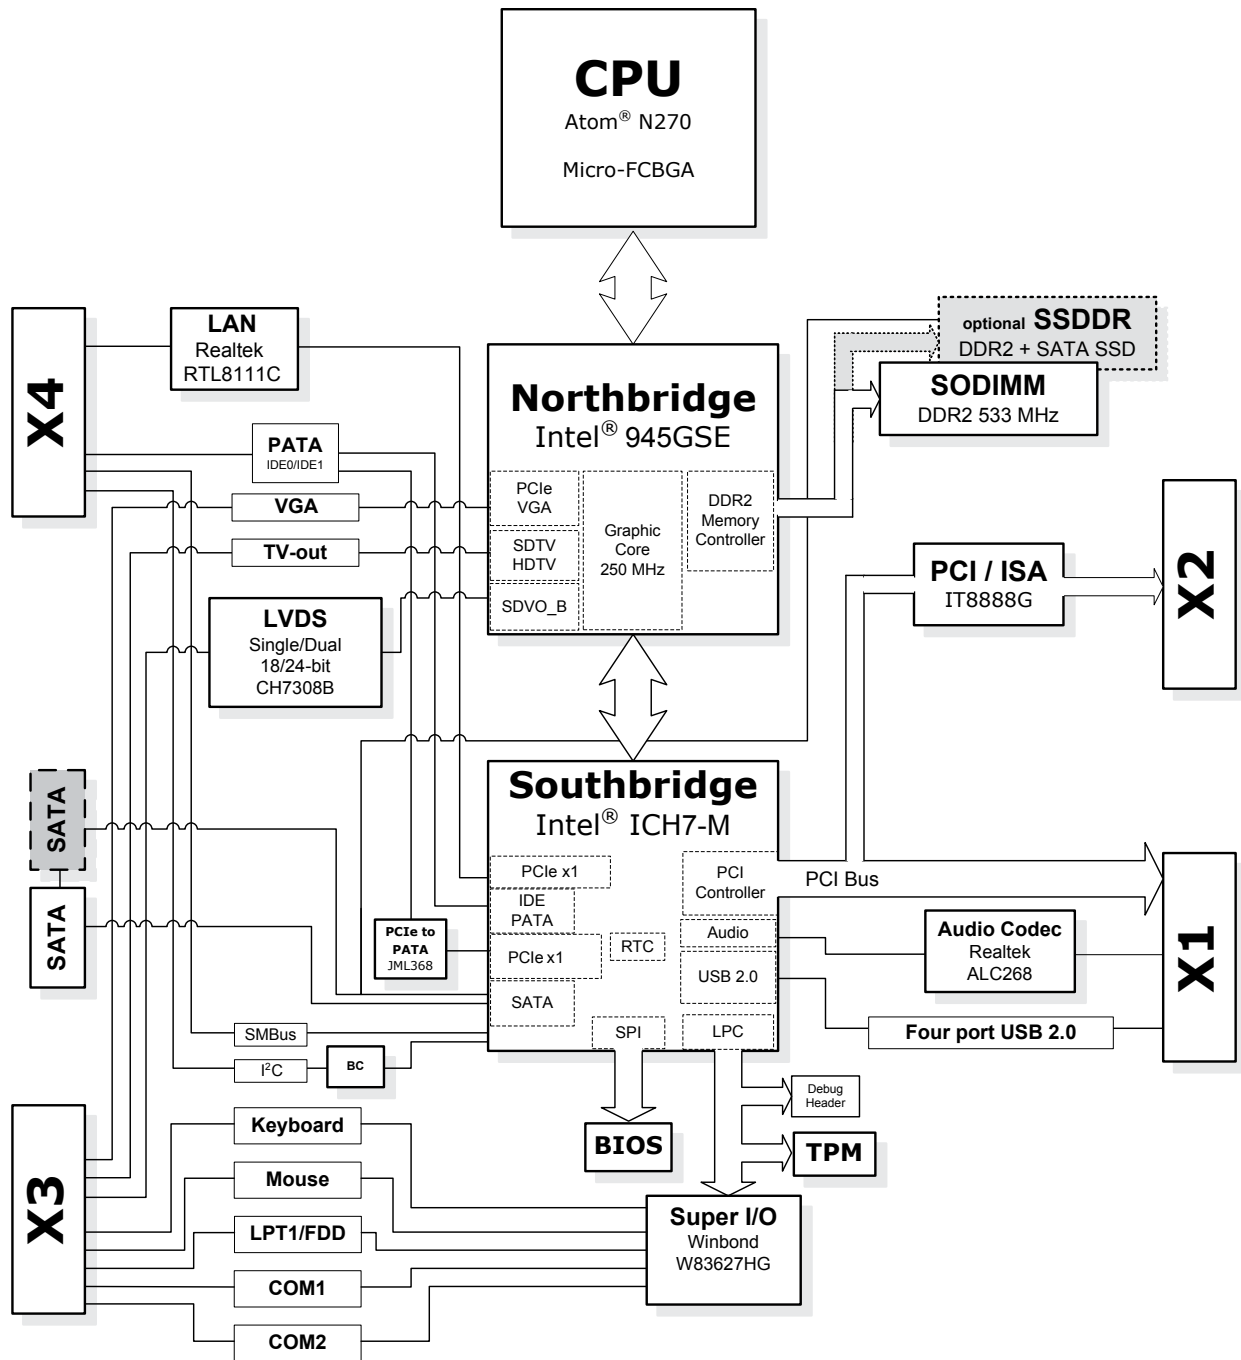 CPU
Atom® N270
Micro-FCBGA
X4
LAN
Realtek
RTL8111C
optional SSDDR
DDR2 + SATA SSD
SODIMM
DDR2 533 MHz
Northbridge
Intel® 945GSE
PCIe
VGA
SDTV
HDTV
SDVO_B
Graphic
Core
250 MHz
DDR2
Memory
Controller
PATA
IDE0/IDE1
VGA
TV-out
LVDS
Single/Dual
18/24-bit
CH7308B
PCI / ISA
IT8888G
X2
SATA
SATA
Southbridge
Intel® ICH7-M
PCIe x1
IDE
PATA
PCIe x1
SATA
RTC
SPI
PCI
Controller
Audio
USB 2.0
LPC
PCIe to
PATA
JML368
PCI Bus
Audio Codec
Realtek
ALC268
Four port USB 2.0
X1
SMBus
I²C
BC
Debug
Header
BIOS
TPM
X3
Keyboard
Mouse
LPT1/FDD
COM1
COM2
Super I/O
Winbond
W83627HG